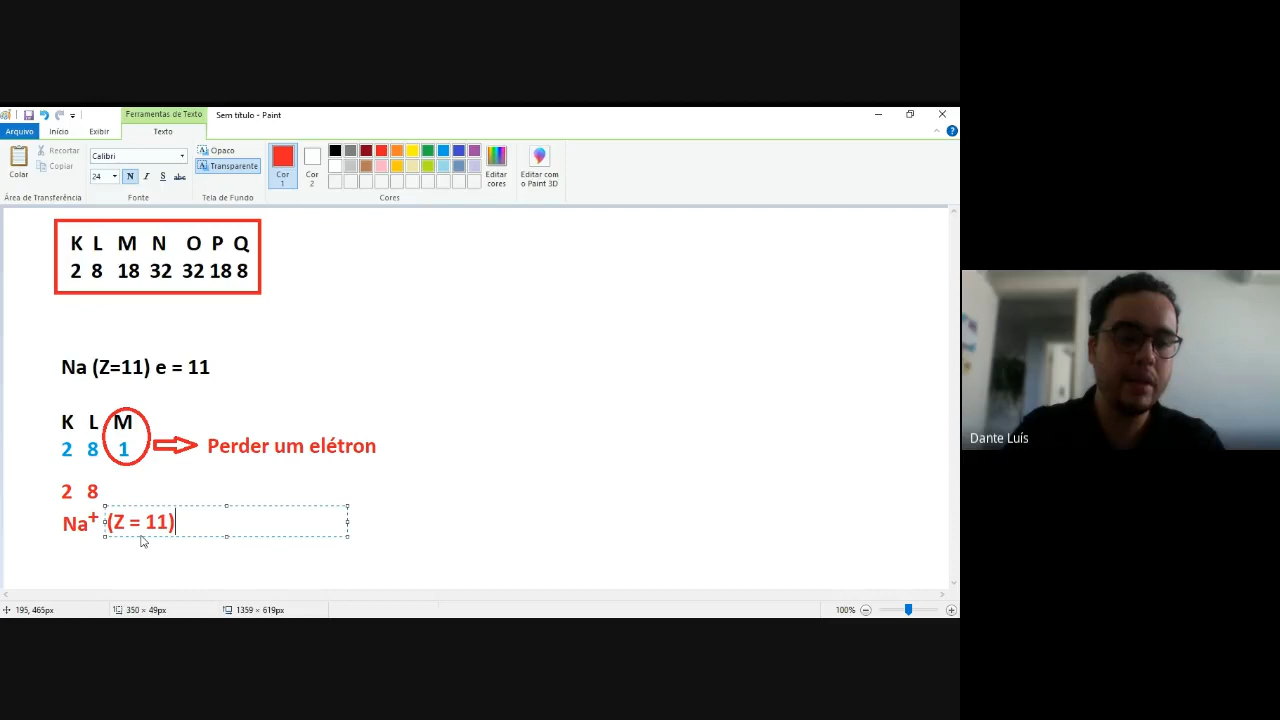 Ferramentas de Texto
Sem título - Paint
Arquivo
Início
Exibir
Texto
Colar
Recortar
Copiar
Área de Transferência
Calibri
24
N I S abc
Fonte
Opaco
Transparente
Tela de Fundo
Cor 1
Cor 2
Cores
Editar cores
Editar com o Paint 3D
K L M N O P Q
2 8 18 32 32 18 8
Na (Z=11) e = 11
K L M
2 8 1
Perder um elétron
2 8
Na+ (Z = 11)
195, 465px
350 × 49px
1359 × 619px
100%
Dante Luís